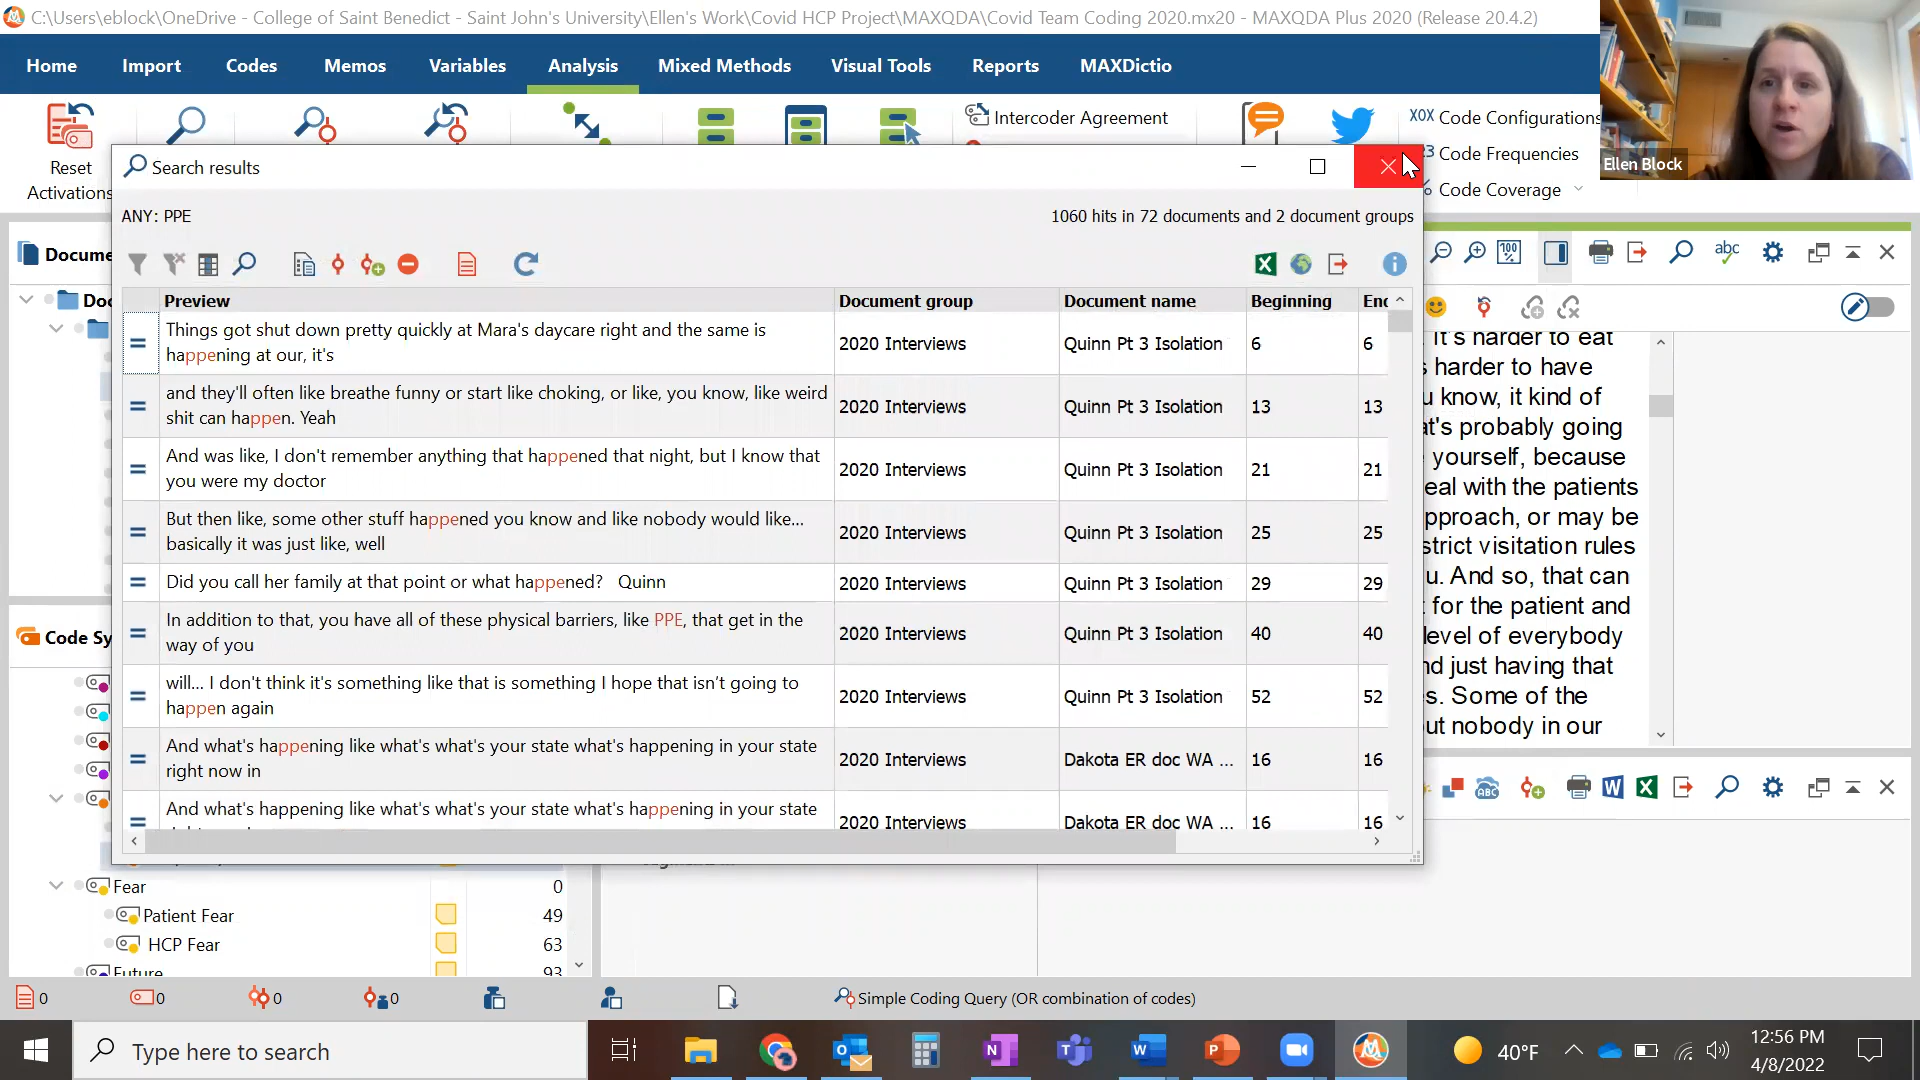 C:\Users\eblock\OneDrive - College of Saint Benedict - Saint John's University\Ellen's Work\Covid HCP Project\MAXQDA\Covid Team Coding 2020.mx20 - MAXQDA Plus 2020 (Release 20.4.2)
Home Import Codes Memos Variables Analysis Mixed Methods Visual Tools Reports MAXDictio
Intercoder Agreement
Code Configurations
Code Frequencies
Code Coverage
Reset
Activations
Ellen Block
Search results
ANY: PPE
1060 hits in 72 documents and 2 document groups
Preview Document group Document name Beginning
Things got shut down pretty quickly at Mara's daycare right and the same is
happening at our, it's
2020 Interviews Quinn Pt 3 Isolation 6 6
and they'll often like breathe funny or start like choking, or like, you know, like weird
shit can happen. Yeah
2020 Interviews Quinn Pt 3 Isolation 13 13
And was like, I don't remember anything that happened that night, but I know that
you were my doctor
2020 Interviews Quinn Pt 3 Isolation 21 21
But then like, some other stuff happened you know and like nobody would like...
basically it was just like, well
2020 Interviews Quinn Pt 3 Isolation 25 25
Did you call her family at that point or what happened? Quinn
2020 Interviews Quinn Pt 3 Isolation 29 29
In addition to that, you have all of these physical barriers, like PPE, that get in the
way of you
2020 Interviews Quinn Pt 3 Isolation 40 40
will... I don't think it's something like that is something I hope that isn't going to
happen again
2020 Interviews Quinn Pt 3 Isolation 52 52
And what's happening like what's what's your state what's happening in your state
right now in
2020 Interviews Dakota ER doc WA ... 16 16
And what's happening like what's what's your state what's happening in your state
2020 Interviews Dakota ER doc WA ... 16 16
it's harder to eat
harder to have
know, it kind of
at's probably going
yourself, because
eal with the patients
pproach, or may be
strict visitation rules
u. And so, that can
for the patient and
level of everybody
nd just having that
s. Some of the
out nobody in our
Docume
Doc
Code Sy
Fear 0
Patient Fear 49
HCP Fear 63
Future 93
0 0 0 0
Simple Coding Query (OR combination of codes)
Type here to search
40°F
12:56 PM
4/8/2022